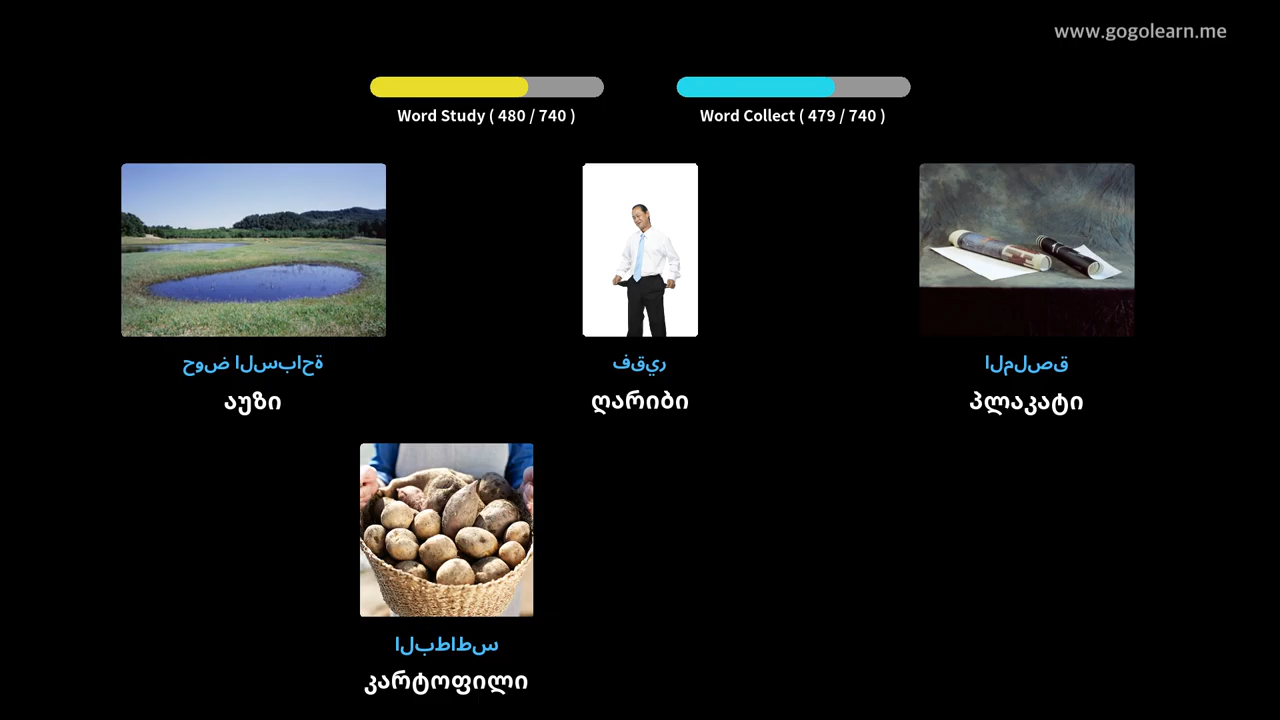 www.gogolearn.me
Word Study ( 480 / 740 )
Word Collect ( 479 / 740 )
حوض السباحة
აუზი
فقير
ღარიბი
الملصق
პლაკატი
البطاطس
კარტოფილი